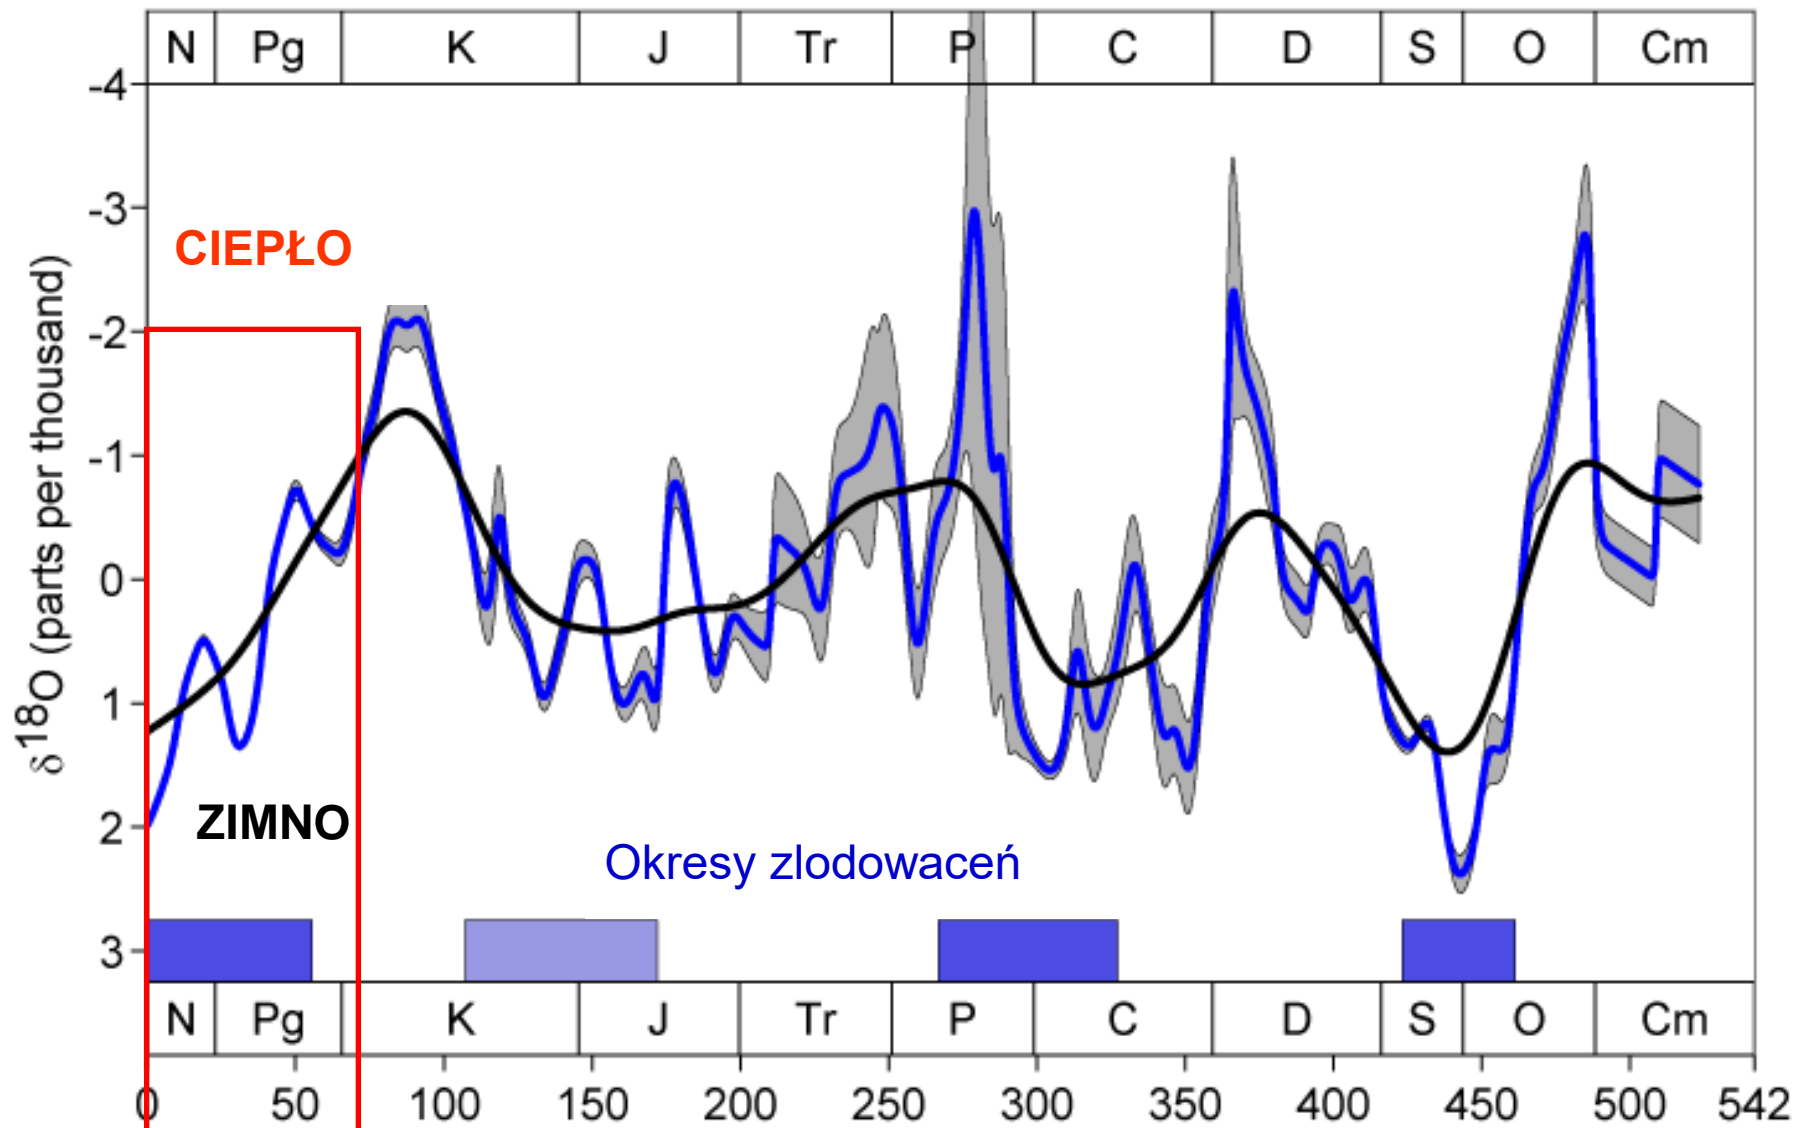 N Pg K J Tr P C D S O Cm
-4
-3
CIEPŁO
-2
-1
δ18O (parts per thousand)
0
1
ZIMNO
2
Okresy zlodowaceń
3
N Pg K J Tr P C D S O Cm
0 50 100 150 200 250 300 350 400 450 500 542